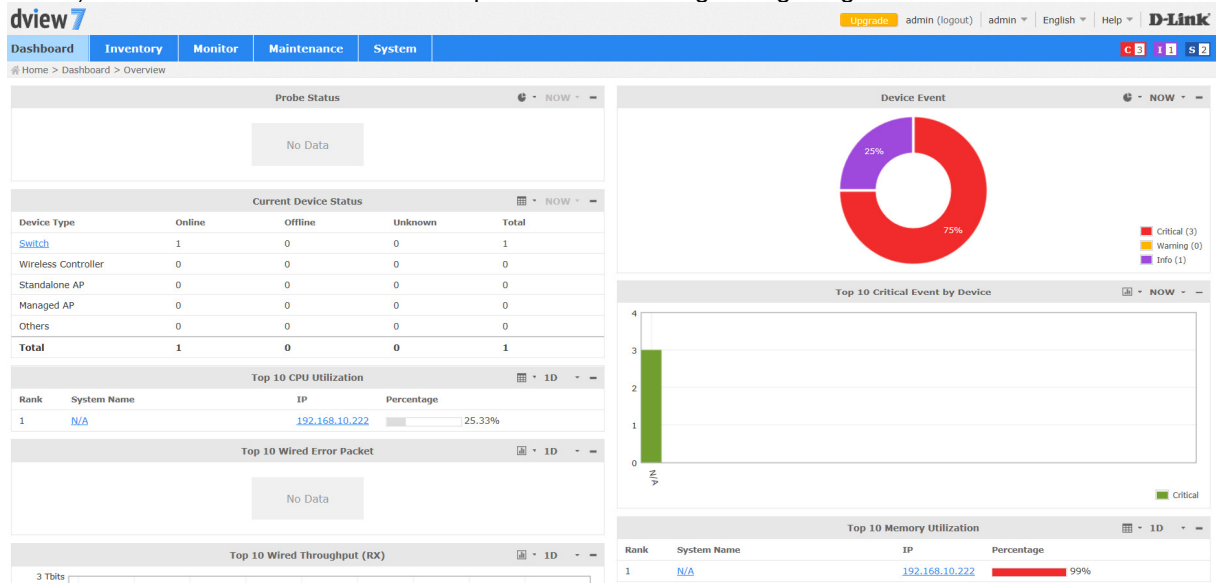 dview 7
Upgrade admin (logout) admin English Help D-Link
Dashboard Inventory Monitor Maintenance System C 3 I 1 S 2
Home > Dashboard > Overview
Probe Status NOW
No Data
Current Device Status NOW
Device Type Online Offline Unknown Total
Switch 1 0 0 1
Wireless Controller 0 0 0 0
Standalone AP 0 0 0 0
Managed AP 0 0 0 0
Others 0 0 0 0
Total 1 0 0 1
Top 10 CPU Utilization 1D
Rank System Name IP Percentage
1 N/A 192.168.10.222 25.33%
Top 10 Wired Error Packet 1D
No Data
Top 10 Wired Throughput (RX) 1D
3 Tbits
Device Event NOW
25%
75%
Critical (3)
Warning (0)
Info (1)
Top 10 Critical Event by Device NOW
4
3
2
1
0
N/A
Critical
Top 10 Memory Utilization 1D
Rank System Name IP Percentage
1 N/A 192.168.10.222 99%